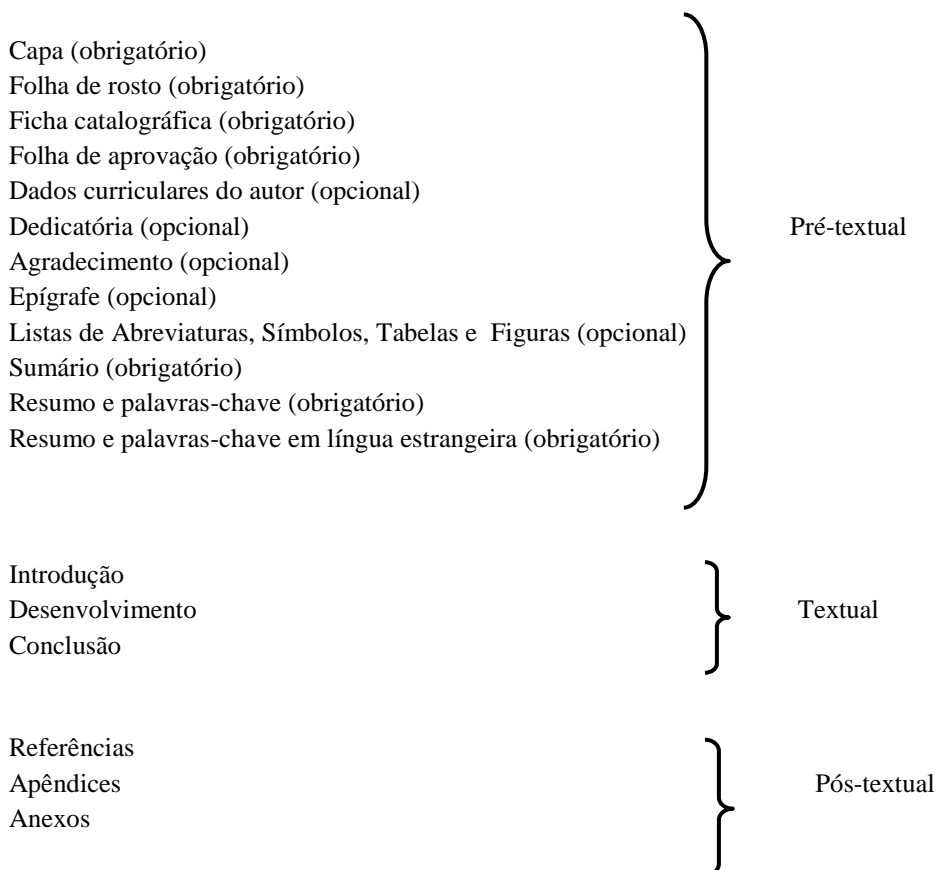 Capa (obrigatório)
Folha de rosto (obrigatório)
Ficha catalográfica (obrigatório)
Folha de aprovação (obrigatório)
Dados curriculares do autor (opcional)
Dedicatória (opcional)
Pré-textual
Agradecimento (opcional)
Epígrafe (opcional)
Listas de Abreviaturas, Símbolos, Tabelas e Figuras (opcional)
Sumário (obrigatório)
Resumo e palavras-chave (obrigatório)
Resumo e palavras-chave em língua estrangeira (obrigatório)
Introdução
Desenvolvimento
Textual
Conclusão
Referências
Apêndices
Pós-textual
Anexos